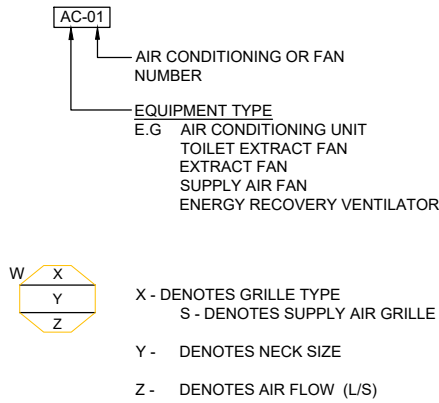 AC-01
AIR CONDITIONING OR FAN
NUMBER
EQUIPMENT TYPE
E.G AIR CONDITIONING UNIT
TOILET EXTRACT FAN
EXTRACT FAN
SUPPLY AIR FAN
ENERGY RECOVERY VENTILATOR
W X
Y
Z
X - DENOTES GRILLE TYPE
S - DENOTES SUPPLY AIR GRILLE
Y - DENOTES NECK SIZE
Z - DENOTES AIR FLOW (L/S)